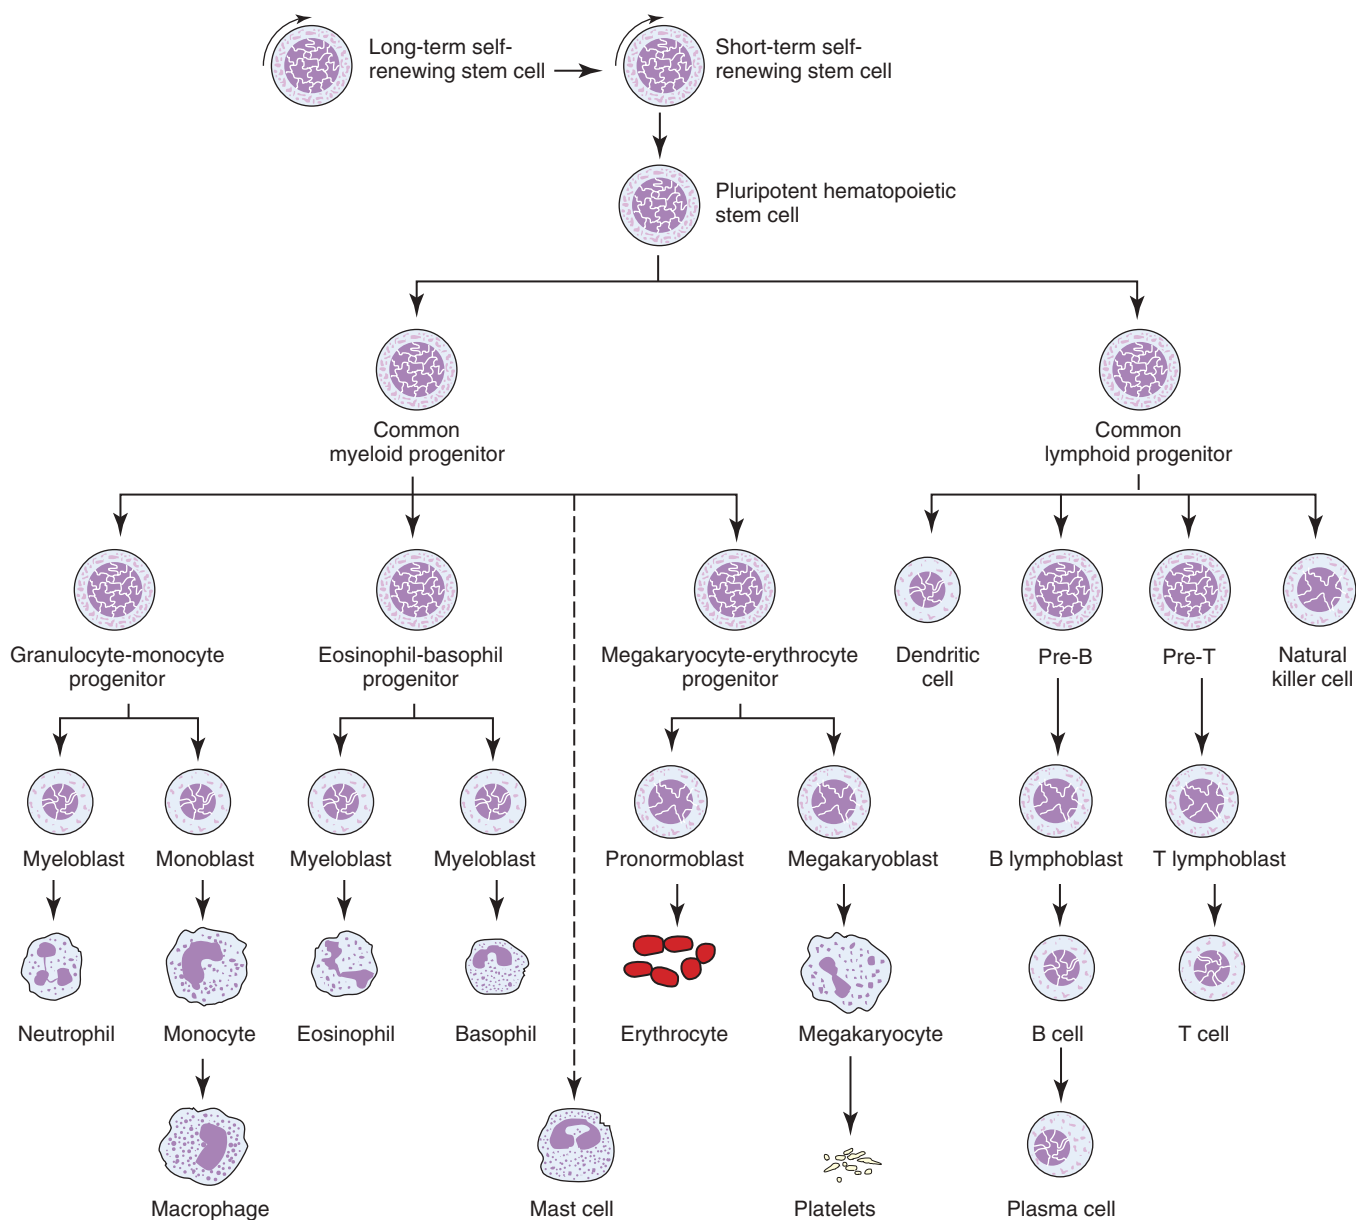 Long-term self-
renewing stem cell
Short-term self-
renewing stem cell
Pluripotent hematopoietic
stem cell
Common
myeloid progenitor
Common
lymphoid progenitor
Granulocyte-monocyte
progenitor
Eosinophil-basophil
progenitor
Megakaryocyte-erythrocyte
progenitor
Dendritic
cell
Pre-B
Pre-T
Natural
killer cell
Myeloblast
Monoblast
Myeloblast
Myeloblast
Pronormoblast
Megakaryoblast
B lymphoblast
T lymphoblast
Neutrophil
Monocyte
Eosinophil
Basophil
Erythrocyte
Megakaryocyte
B cell
T cell
Macrophage
Mast cell
Platelets
Plasma cell